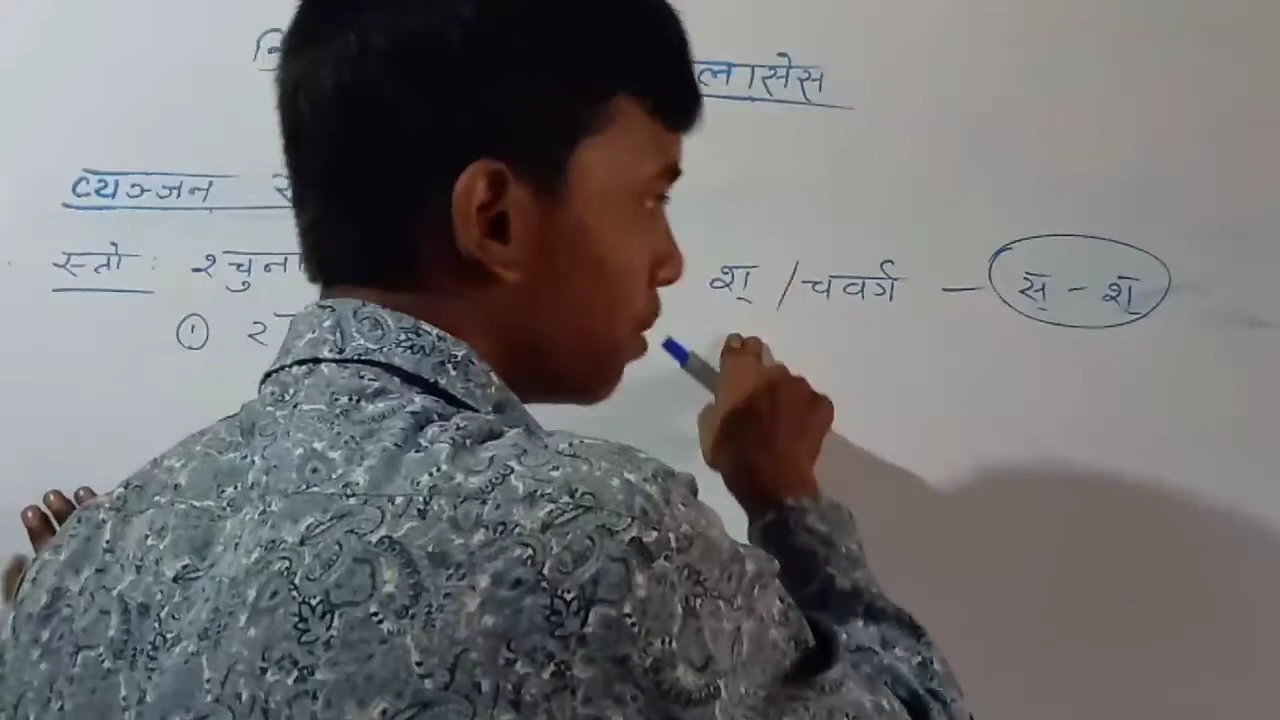 लासेस
व्यञ्जन
स्तो: श्चुना श् / चवर्ग - स् - श्
①